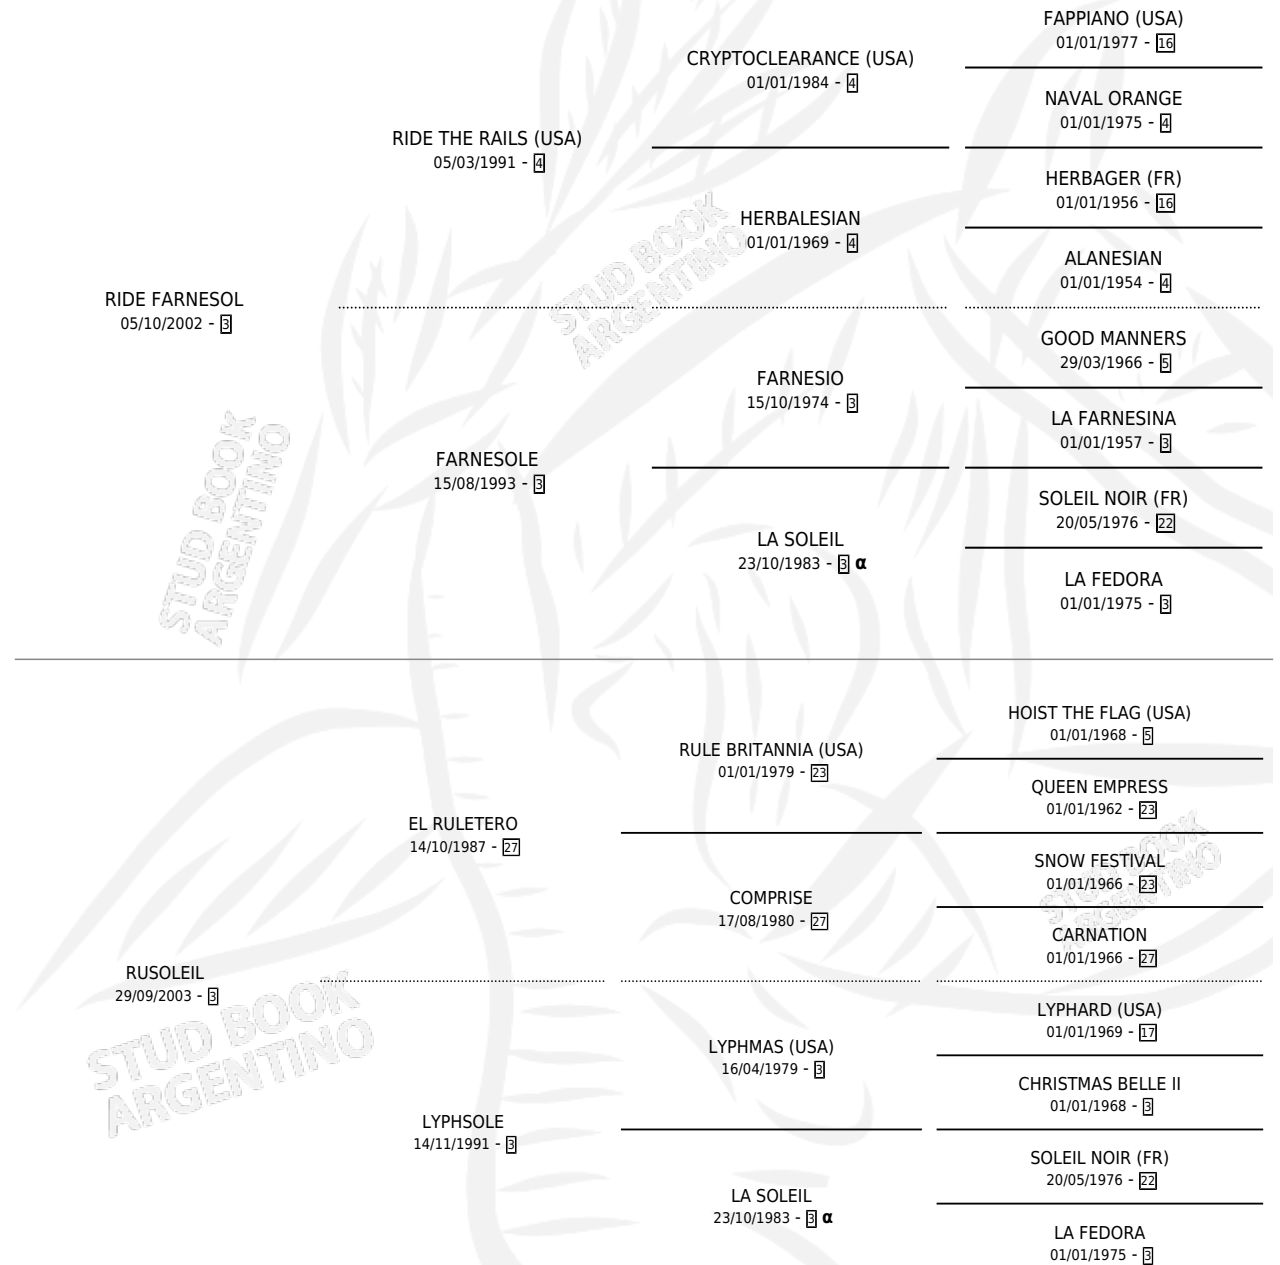 FAPPIANO (USA)
01/01/1977 - 16
CRYPTOCLEARANCE (USA)
01/01/1984 - 4
NAVAL ORANGE
01/01/1975 - 4
RIDE THE RAILS (USA)
05/03/1991 - 4
HERBAGER (FR)
01/01/1956 - 16
HERBALESIAN
01/01/1969 - 4
ALANESIAN
01/01/1954 - 4
RIDE FARNESOL
05/10/2002 - 3
GOOD MANNERS
29/03/1966 - 5
FARNESIO
15/10/1974 - 3
LA FARNESINA
01/01/1957 - 3
FARNESOLE
15/08/1993 - 3
SOLEIL NOIR (FR)
20/05/1976 - 22
LA SOLEIL
23/10/1983 - 3 α
LA FEDORA
01/01/1975 - 3
STUD BOOK
ARGENTINO
STUD BOOK
ARGENTINO
HOIST THE FLAG (USA)
01/01/1968 - 5
RULE BRITANNIA (USA)
01/01/1979 - 23
QUEEN EMPRESS
01/01/1962 - 23
EL RULETERO
14/10/1987 - 27
SNOW FESTIVAL
01/01/1966 - 23
COMPRISE
17/08/1980 - 27
CARNATION
01/01/1966 - 27
RUSOLEIL
29/09/2003 - 3
LYPHARD (USA)
01/01/1969 - 17
LYPHMAS (USA)
16/04/1979 - 3
CHRISTMAS BELLE II
01/01/1968 - 3
LYPHSOLE
14/11/1991 - 3
SOLEIL NOIR (FR)
20/05/1976 - 22
LA SOLEIL
23/10/1983 - 3 α
LA FEDORA
01/01/1975 - 3
STUD BOOK
ARGENTINO
STUD BOOK
ARGENTINO